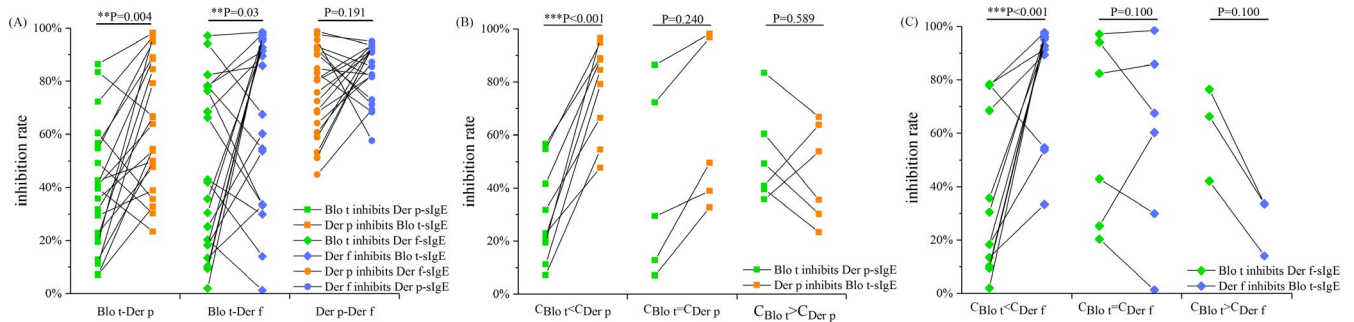 (A)
**P=0.004
**P=0.03
P=0.191
inhibition rate
100%
80%
60%
40%
20%
0%
Blo t inhibits Der p-sIgE
Der p inhibits Blo t-sIgE
Blo t inhibits Der f-sIgE
Der f inhibits Blo t-sIgE
Der p inhibits Der f-sIgE
Der f inhibits Der p-sIgE
Blo t-Der p
Blo t-Der f
Der p-Der f
(B)
***P<0.001
P=0.240
P=0.589
inhibition rate
100%
80%
60%
40%
20%
0%
Blo t inhibits Der p-sIgE
Der p inhibits Blo t-sIgE
CBlo t<CDer p
CBlo t=CDer p
CBlo t>CDer p
(C)
***P<0.001
P=0.100
P=0.100
inhibition rate
100%
80%
60%
40%
20%
0%
Blo t inhibits Der f-sIgE
Der f inhibits Blo t-sIgE
CBlo t<CDer f
CBlo t=CDer f
CBlo t>CDer f